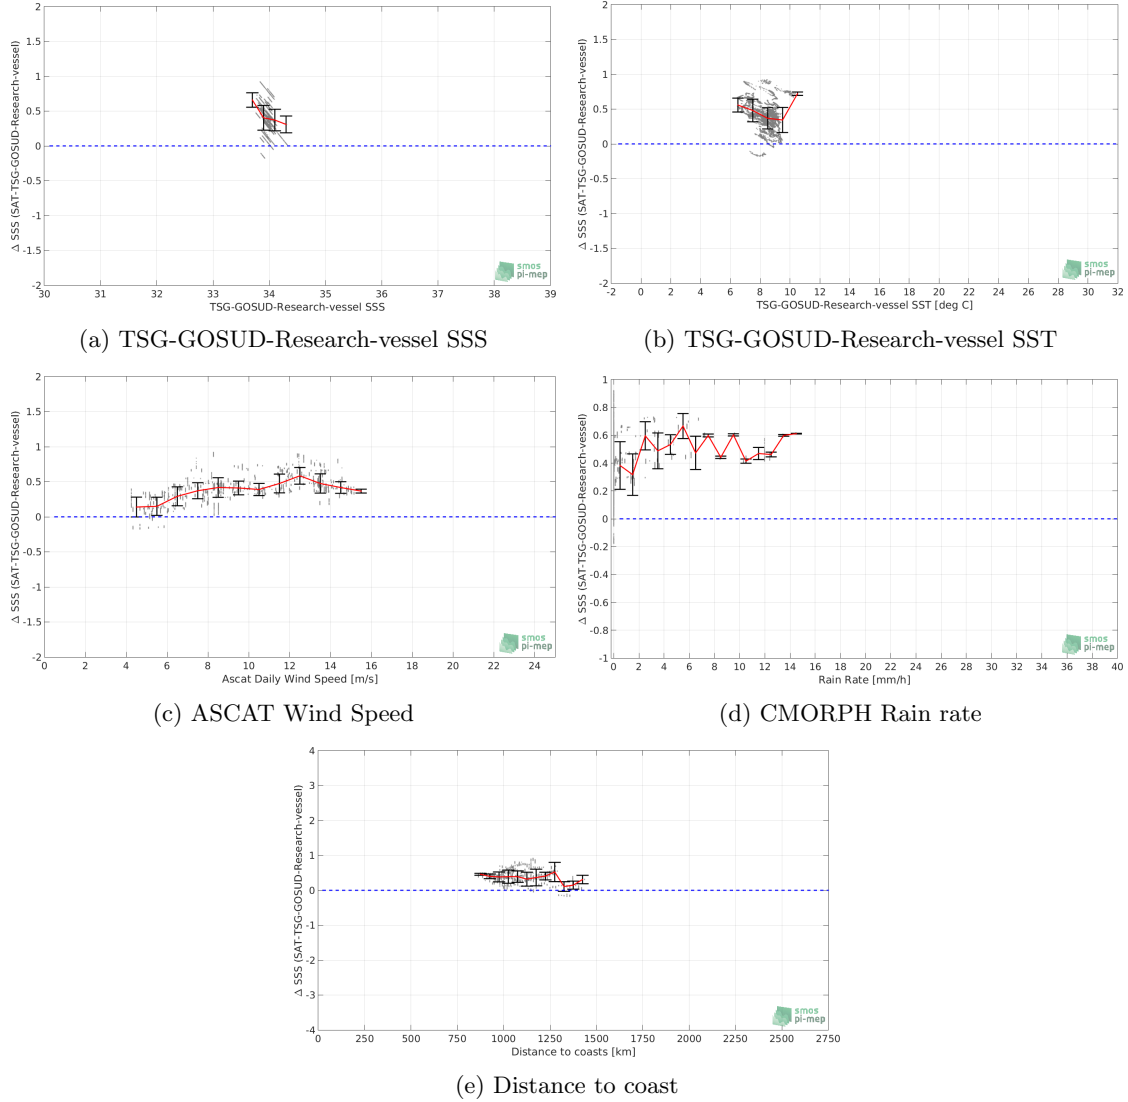 2
1.5
1
0.5
0
0.5
1
1.5
2
Δ SSS (SAT-TSG-GOSUD-Research-vessel)
30 31 32 33 34 35 36 37 38 39
TSG-GOSUD-Research-vessel SSS
smos
pi-mep
(a) TSG-GOSUD-Research-vessel SSS
2
1.5
1
0.5
0
0.5
1
1.5
2
Δ SSS (SAT-TSG-GOSUD-Research-vessel)
-2 0 2 4 6 8 10 12 14 16 18 20 22 24 26 28 30 32
TSG-GOSUD-Research-vessel SST [deg C]
smos
pi-mep
(b) TSG-GOSUD-Research-vessel SST
2
1.5
1
0.5
0
0.5
1
1.5
2
Δ SSS (SAT-TSG-GOSUD-Research-vessel)
0 2 4 6 8 10 12 14 16 18 20 22 24
Ascat Daily Wind Speed [m/s]
smos
pi-mep
(c) ASCAT Wind Speed
1
0.8
0.6
0.4
0.2
0
-0.2
-0.4
-0.6
-0.8
-1
Δ SSS (SAT-TSG-GOSUD-Research-vessel)
0 2 4 6 8 10 12 14 16 18 20 22 24 26 28 30 32 34 36 38 40
Rain Rate [mm/h]
smos
pi-mep
(d) CMORPH Rain rate
4
3
2
1
0
-1
-2
-3
-4
Δ SSS (SAT-TSG-GOSUD-Research-vessel)
0 250 500 750 1000 1250 1500 1750 2000 2250 2500 2750
Distance to coasts [km]
smos
pi-mep
(e) Distance to coast